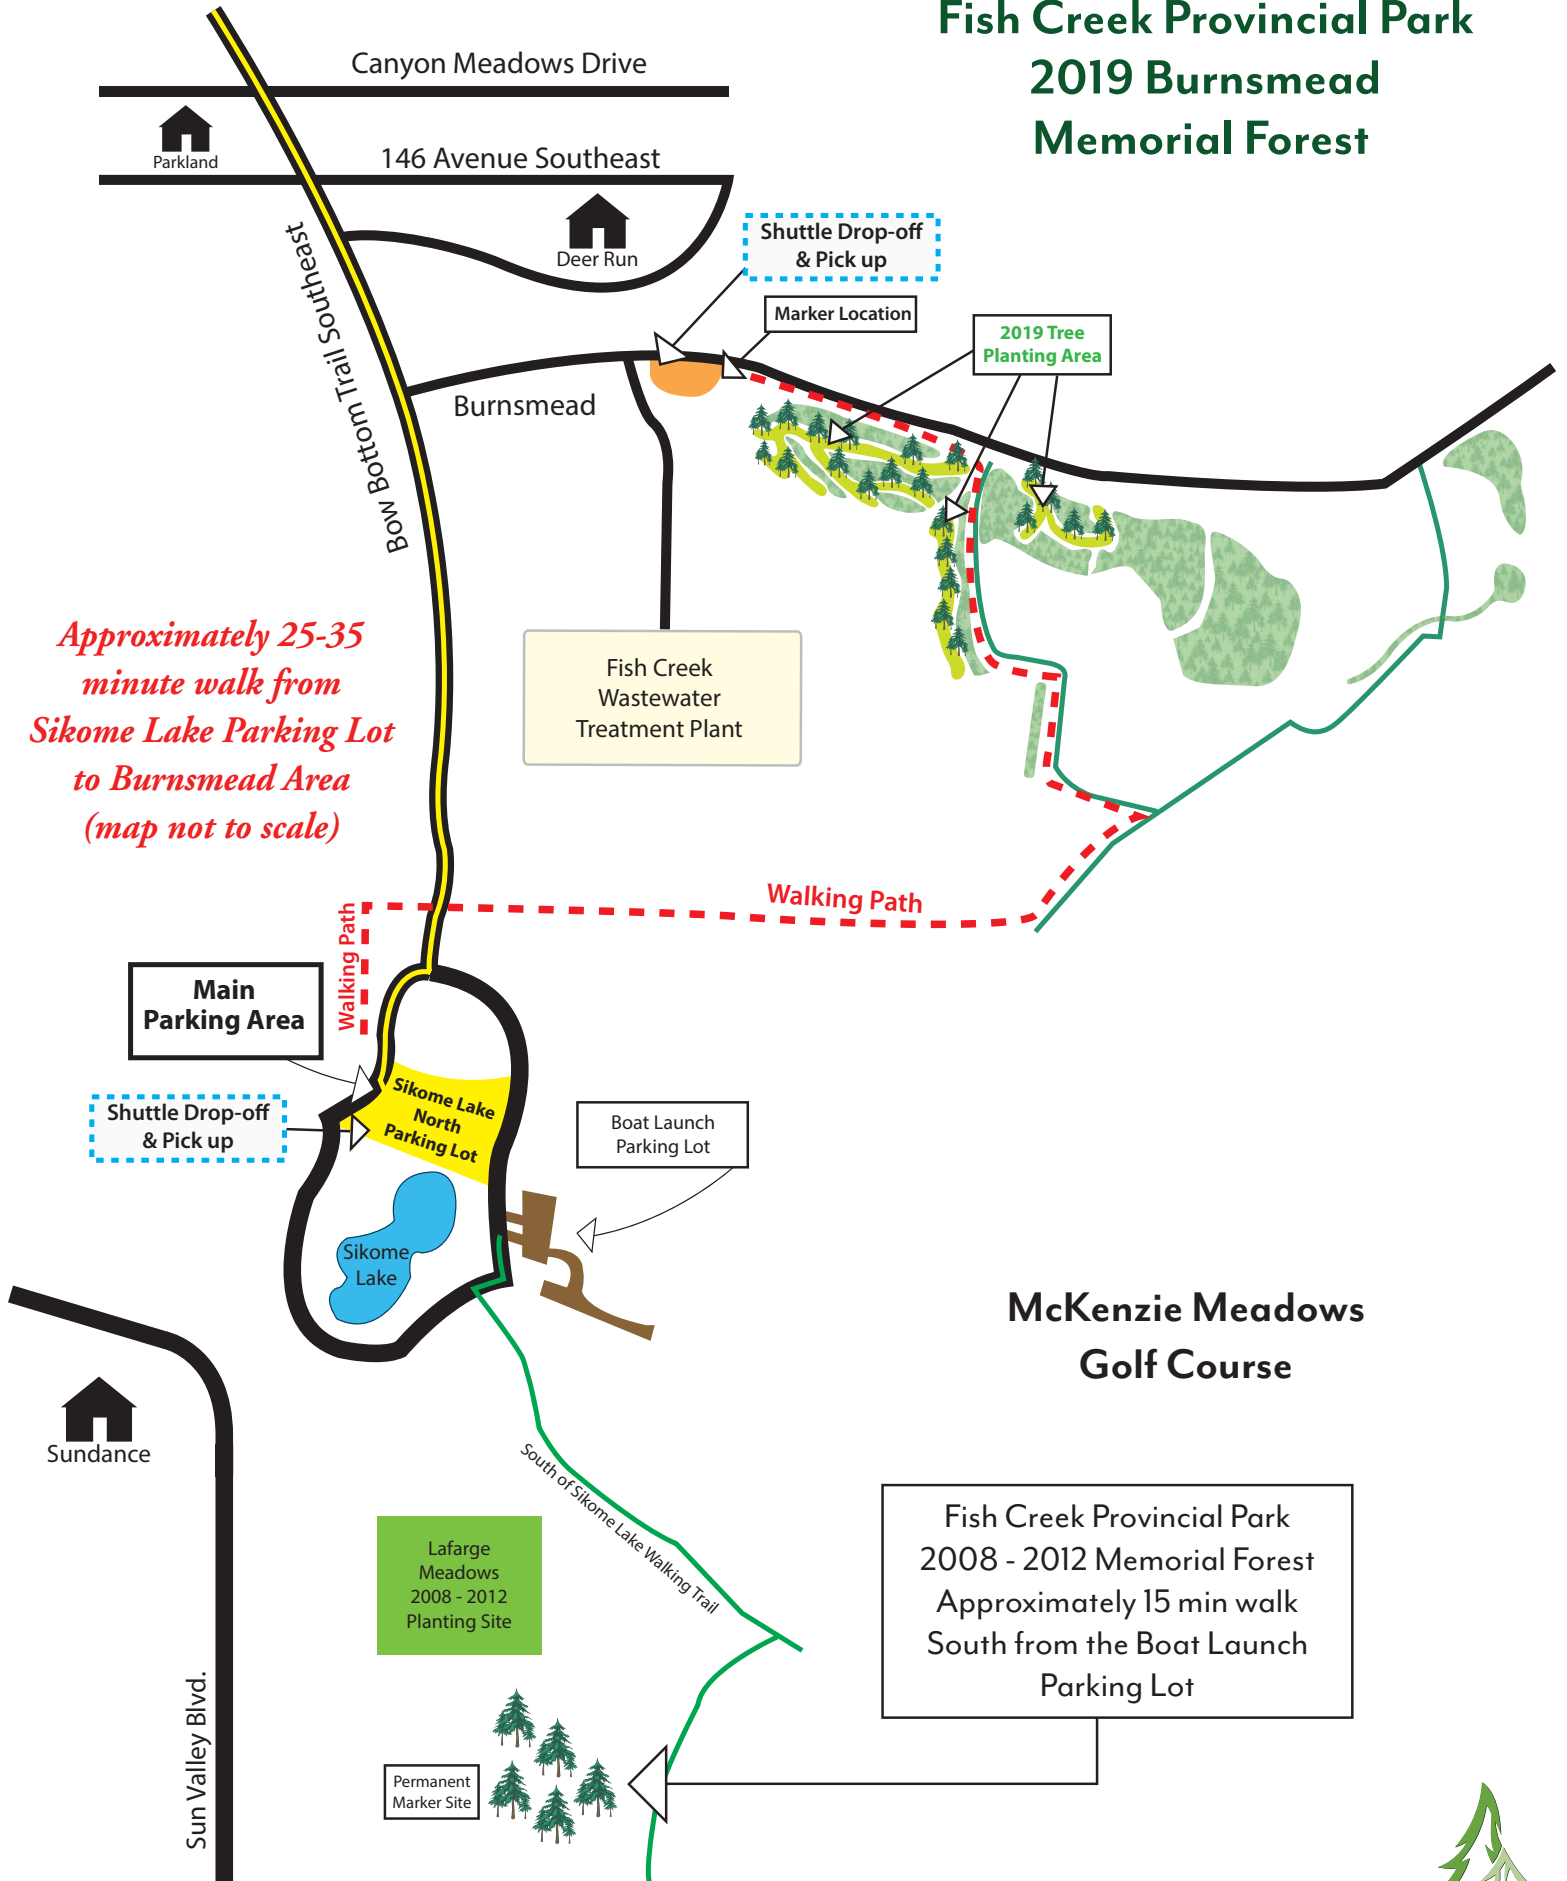 Fish Creek Provincial Park
2019 Burnsmead
Memorial Forest
Canyon Meadows Drive
Parkland
146 Avenue Southeast
Deer Run
Shuttle Drop-off
& Pick up
Marker Location
2019 Tree
Planting Area
Bow Bottom Trail Southeast
Burnsmead
Approximately 25-35
minute walk from
Sikome Lake Parking Lot
to Burnsmead Area
(map not to scale)
Fish Creek
Wastewater
Treatment Plant
Walking Path
Walking Path
Main
Parking Area
Sikome Lake
North
Parking Lot
Shuttle Drop-off
& Pick up
Boat Launch
Parking Lot
Sikome
Lake
McKenzie Meadows
Golf Course
Sundance
South of Sikome Lake Walking Trail
Fish Creek Provincial Park
2008 - 2012 Memorial Forest
Approximately 15 min walk
South from the Boat Launch
Parking Lot
Lafarge
Meadows
2008 - 2012
Planting Site
Sun Valley Blvd.
Permanent
Marker Site